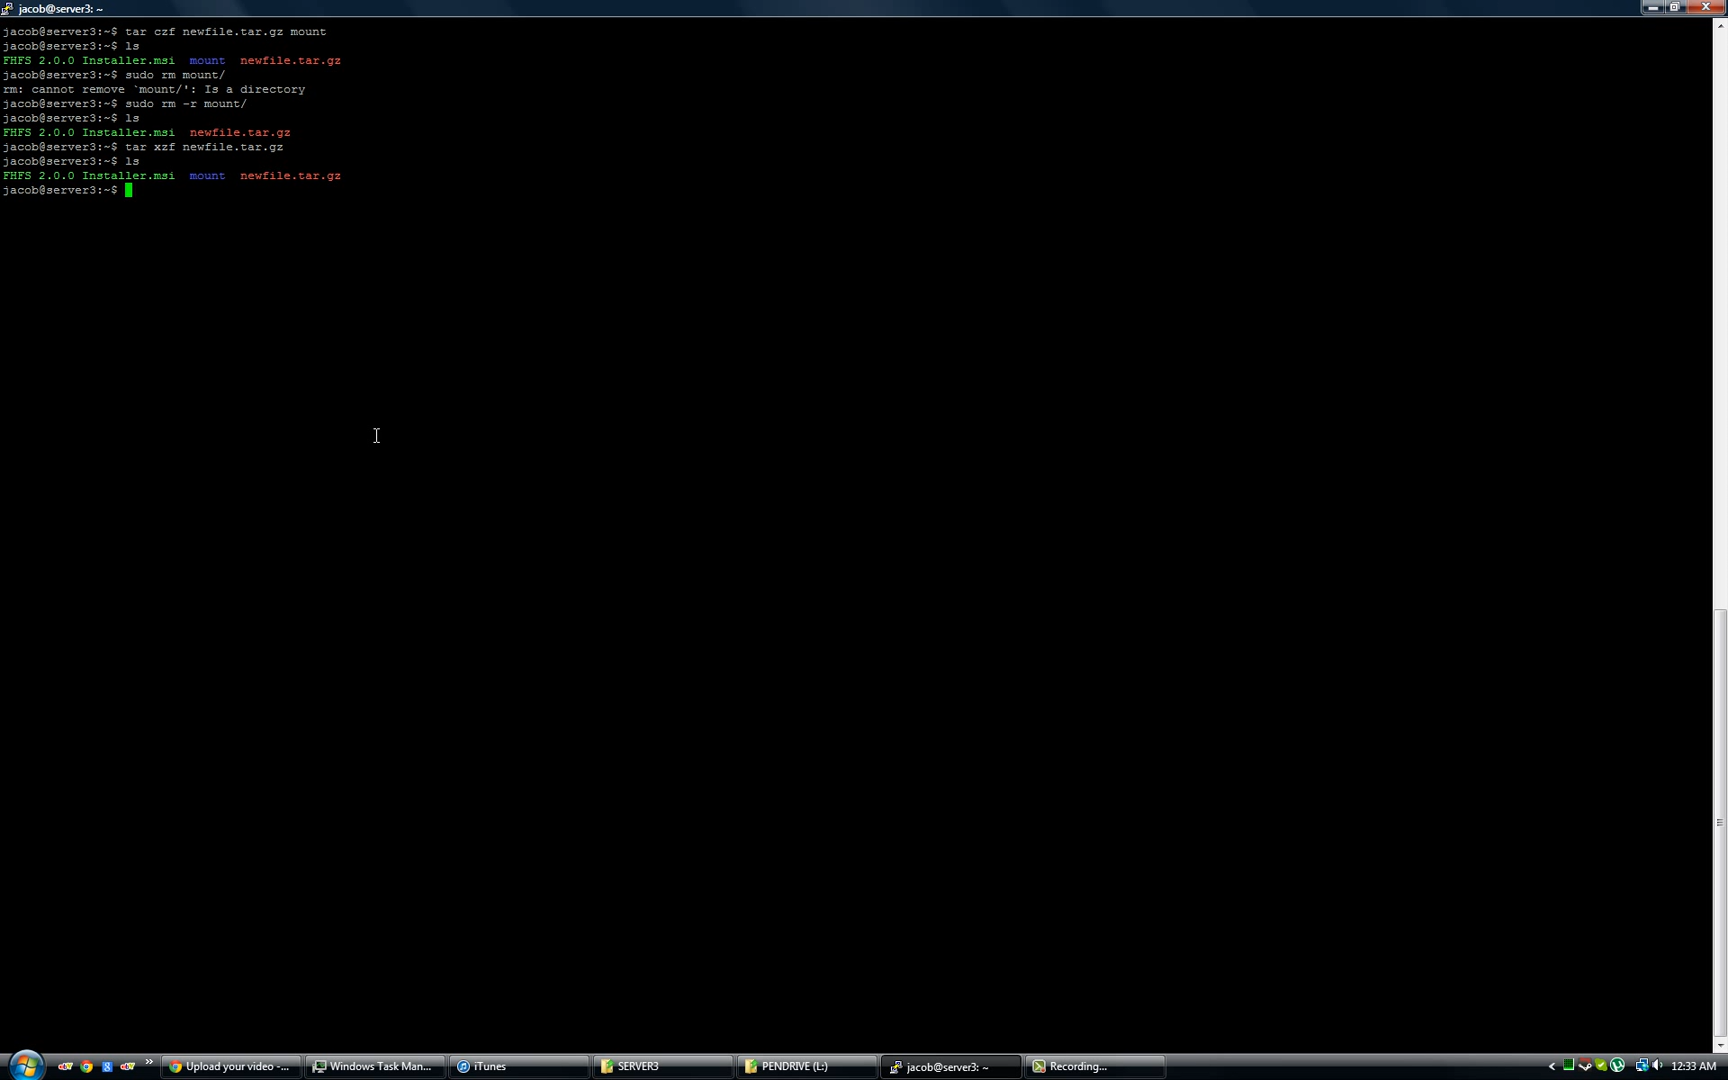 jacob@server3: ~
jacob@server3:~$ tar czf newfile.tar.gz mount
jacob@server3:~$ ls
FHFS 2.0.0 Installer.msi  mount  newfile.tar.gz
jacob@server3:~$ sudo rm mount/
rm: cannot remove `mount/': Is a directory
jacob@server3:~$ sudo rm -r mount/
jacob@server3:~$ ls
FHFS 2.0.0 Installer.msi  newfile.tar.gz
jacob@server3:~$ tar xzf newfile.tar.gz
jacob@server3:~$ ls
FHFS 2.0.0 Installer.msi  mount  newfile.tar.gz
jacob@server3:~$
Upload your video -... Windows Task Man... iTunes SERVER3 PENDRIVE (L:) jacob@server3: ~ Recording... 12:33 AM